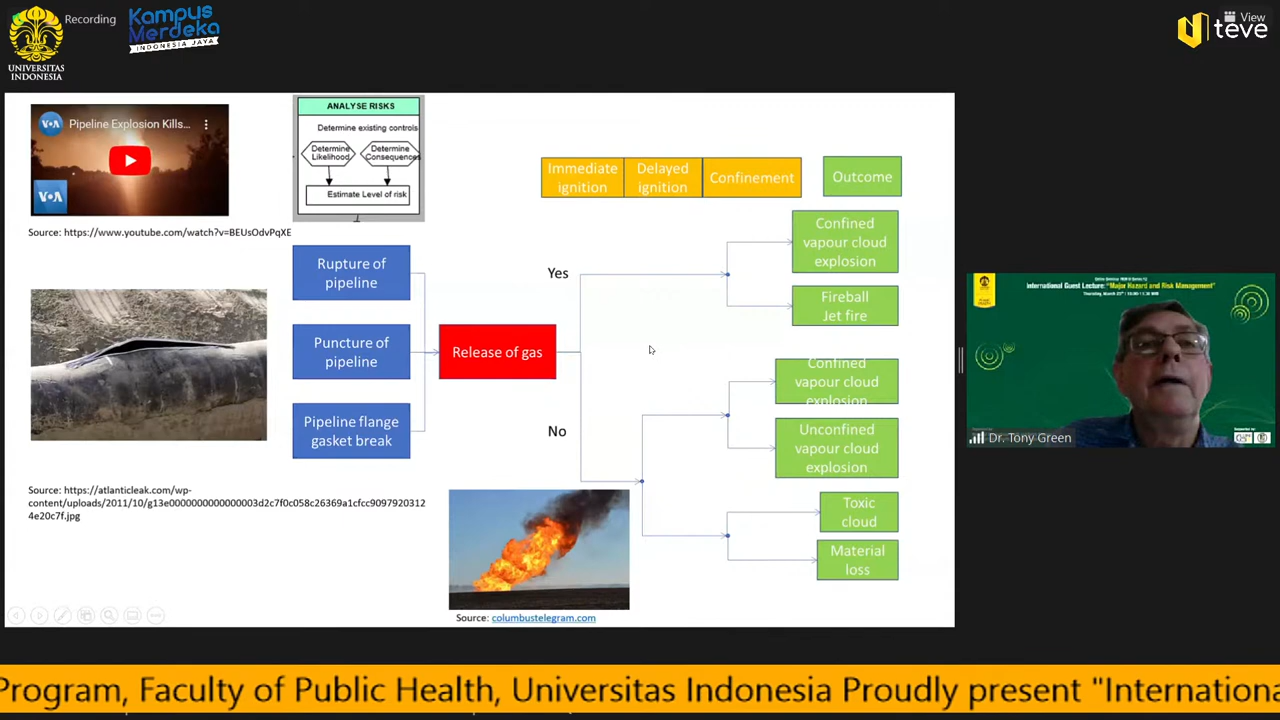 Recording
UNIVERSITAS
INDONESIA
Kampus
Merdeka
INDONESIA JAYA
View
teve
VOA
Pipeline Explosion Kills...
VOA
Source: https://www.youtube.com/watch?v=BEUsOdvPqXE
ANALYSE RISKS
Determine existing controls
Determine
Likelihood
Determine
Consequences
Estimate Level of risk
Immediate
ignition
Delayed
ignition
Confinement
Outcome
Rupture of
pipeline
Puncture of
pipeline
Pipeline flange
gasket break
Release of gas
Yes
No
Confined
vapour cloud
explosion
Fireball
Jet fire
Confined
vapour cloud
explosion
Unconfined
vapour cloud
explosion
Toxic
cloud
Material
loss
Source: https://atlanticleak.com/wp-
content/uploads/2011/10/g13e0000000000000003d2c7f0c058c26369a1cfcc9097920312
4e20c7f.jpg
Source: columbustelegram.com
International Guest Lecture: "Major Hazard and Risk Management"
Dr. Tony Green
Program, Faculty of Public Health, Universitas Indonesia Proudly present "Internationa